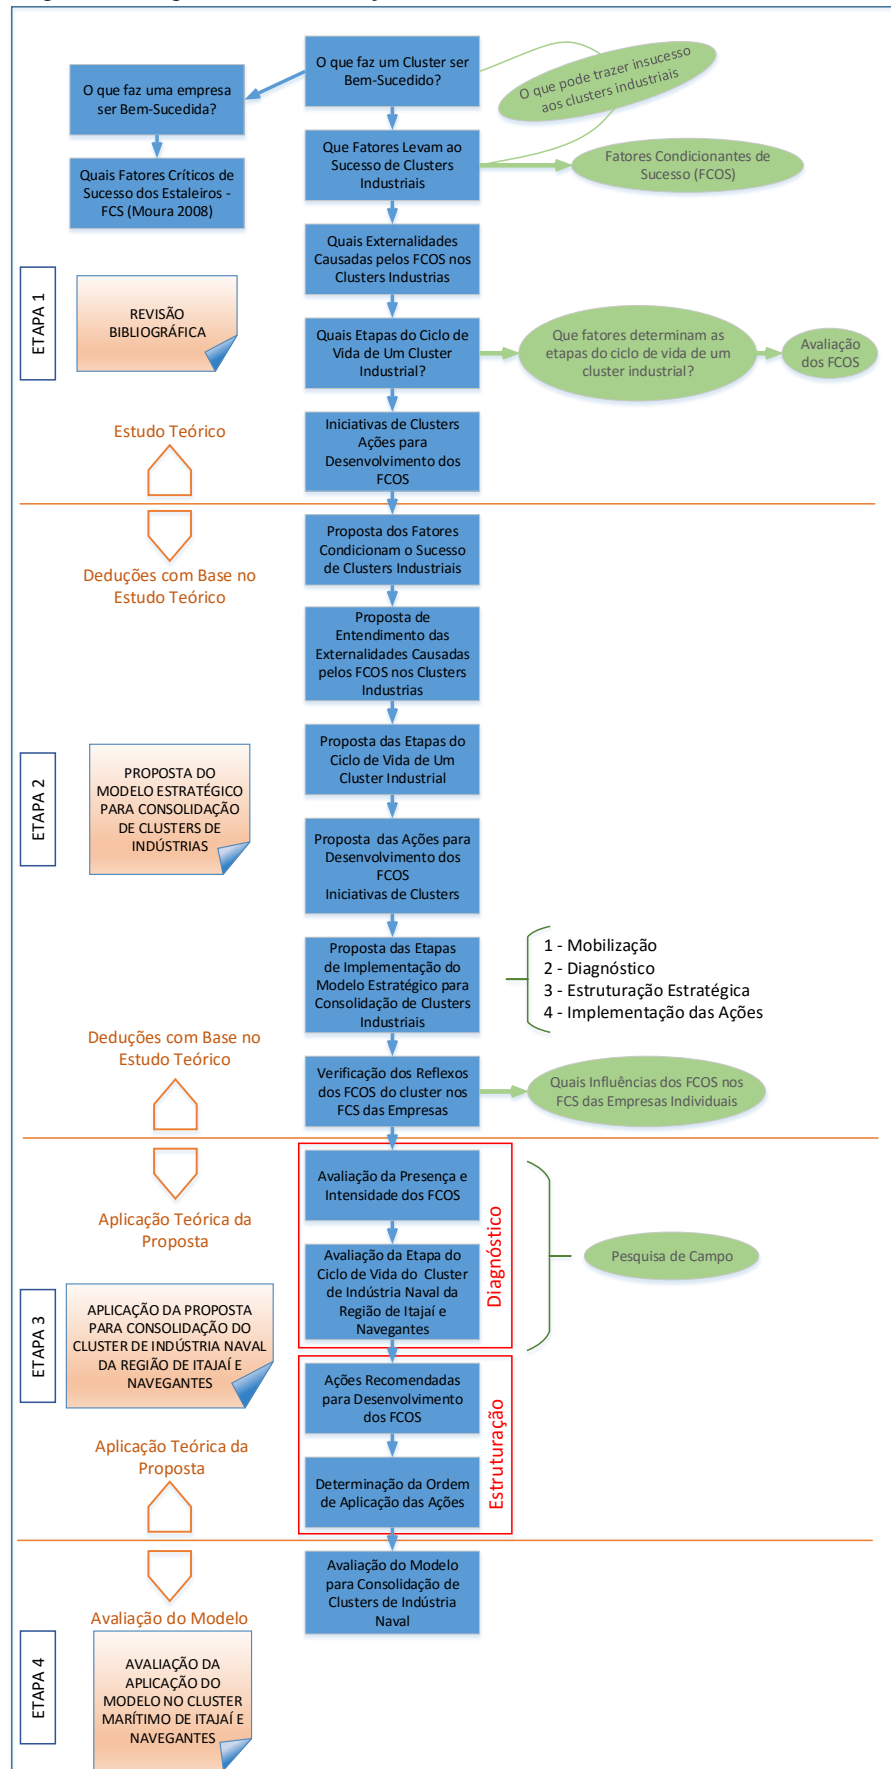 O que faz um Cluster ser
Bem-Sucedido?
O que pode trazer insucesso
aos clusters industriais
O que faz uma empresa
ser Bem-Sucedida?
Que Fatores Levam ao
Sucesso de Clusters
Industriais
Fatores Condicionantes de
Sucesso (FCOS)
Quais Fatores Críticos de
Sucesso dos Estaleiros -
FCS (Moura 2008)
Quais Externalidades
Causadas pelos FCOS nos
Clusters Industrias
ETAPA 1
REVISÃO
BIBLIOGRÁFICA
Quais Etapas do Ciclo de
Vida de Um Cluster
Industrial?
Que fatores determinam as
etapas do ciclo de vida de um
cluster industrial?
Avaliação
dos FCOS
Estudo Teórico
Iniciativas de Clusters
Ações para
Desenvolvimento dos
FCOS
Deduções com Base no
Estudo Teórico
Proposta dos Fatores
Condicionam o Sucesso
de Clusters Industriais
Proposta de
Entendimento das
Externalidades Causadas
pelos FCOS nos Clusters
Industrias
ETAPA 2
PROPOSTA DO
MODELO ESTRATÉGICO
PARA CONSOLIDAÇÃO
DE CLUSTERS DE
INDÚSTRIAS
Proposta das Etapas do
Ciclo de Vida de Um
Cluster Industrial
Proposta  das Ações para
Desenvolvimento dos
FCOS
Iniciativas de Clusters
Proposta das Etapas
de Implementação do
Modelo Estratégico para
Consolidação de Clusters
Industriais
1 - Mobilização
2 - Diagnóstico
3 - Estruturação Estratégica
4 - Implementação das Ações
Deduções com Base no
Estudo Teórico
Verificação dos Reflexos
dos FCOS do cluster nos
FCS das Empresas
Quais Influências dos FCOS nos
FCS das Empresas Individuais
Aplicação Teórica da
Proposta
Avaliação da Presença e
Intensidade dos FCOS
Avaliação da Etapa do
Ciclo de Vida do  Cluster
de Indústria Naval da
Região de Itajaí e
Navegantes
Diagnóstico
Pesquisa de Campo
ETAPA 3
APLICAÇÃO DA PROPOSTA
PARA CONSOLIDAÇÃO DO
CLUSTER DE INDÚSTRIA NAVAL
DA REGIÃO DE ITAJAÍ E
NAVEGANTES
Ações Recomendadas
para Desenvolvimento
dos FCOS
Determinação da Ordem
de Aplicação das Ações
Estruturação
Aplicação Teórica da
Proposta
Avaliação do Modelo
para Consolidação de
Clusters de Indústria
Naval
Avaliação do Modelo
ETAPA 4
AVALIAÇÃO DA
APLICAÇÃO DO
MODELO NO CLUSTER
MARÍTIMO DE ITAJAÍ E
NAVEGANTES